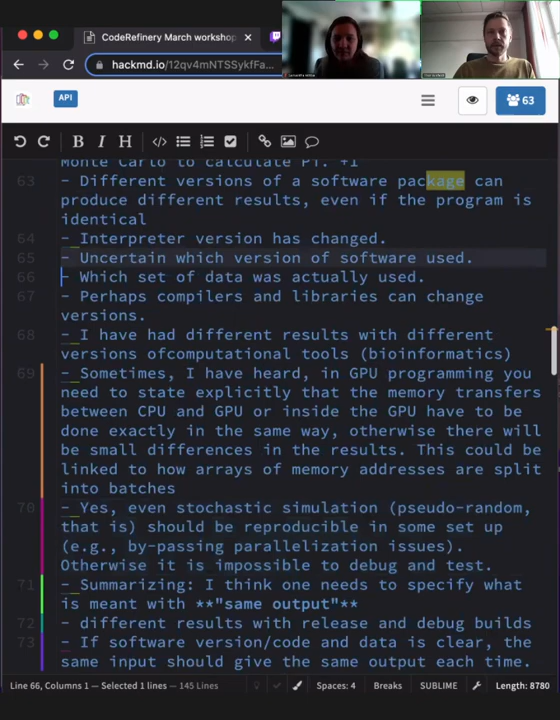 CodeRefinery March workshop
hackmd.io/12qv4mNTSSykfFa...
API
63
B I H
Monte Carlo to calculate Pi. +1
63 - Different versions of a software package can
produce different results, even if the program is
identical
64 - Interpreter version has changed.
65 - Uncertain which version of software used.
66 - Which set of data was actually used.
67 - Perhaps compilers and libraries can change
versions.
68 - I have had different results with different
versions ofcomputational tools (bioinformatics)
69 - Sometimes, I have heard, in GPU programming you
need to state explicitly that the memory transfers
between CPU and GPU or inside the GPU have to be
done exactly in the same way, otherwise there will
be small differences in the results. This could be
linked to how arrays of memory addresses are split
into batches
70 - Yes, even stochastic simulation (pseudo-random,
that is) should be reproducible in some set up
(e.g., by-passing parallelization issues).
Otherwise it is impossible to debug and test.
71 - Summarizing: I think one needs to specify what
is meant with **"same output"**
72 - different results with release and debug builds
73 - If software version/code and data is clear, the
same input should give the same output each time.
Line 66, Columns 1 — Selected 1 lines — 145 Lines Spaces: 4 Breaks SUBLIME Length: 8780